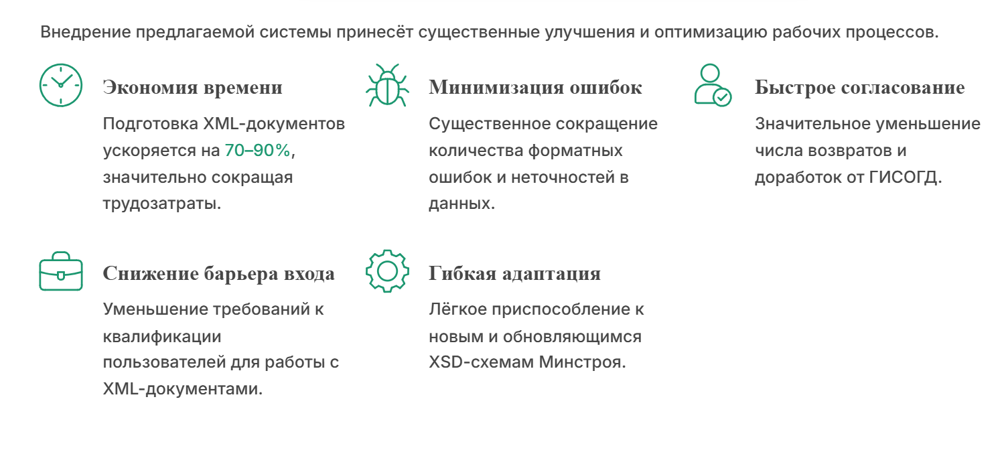 Внедрение предлагаемой системы принесёт существенные улучшения и оптимизацию рабочих процессов.
Экономия времени
Подготовка XML-документов
ускоряется на 70–90%,
значительно сокращая
трудозатраты.
Минимизация ошибок
Существенное сокращение
количества форматных
ошибок и неточностей в
данных.
Быстрое согласование
Значительное уменьшение
числа возвратов и
доработок от ГИСОГД.
Снижение барьера входа
Уменьшение требований к
квалификации
пользователей для работы с
XML-документами.
Гибкая адаптация
Лёгкое приспособление к
новым и обновляющимся
XSD-схемам Минстроя.